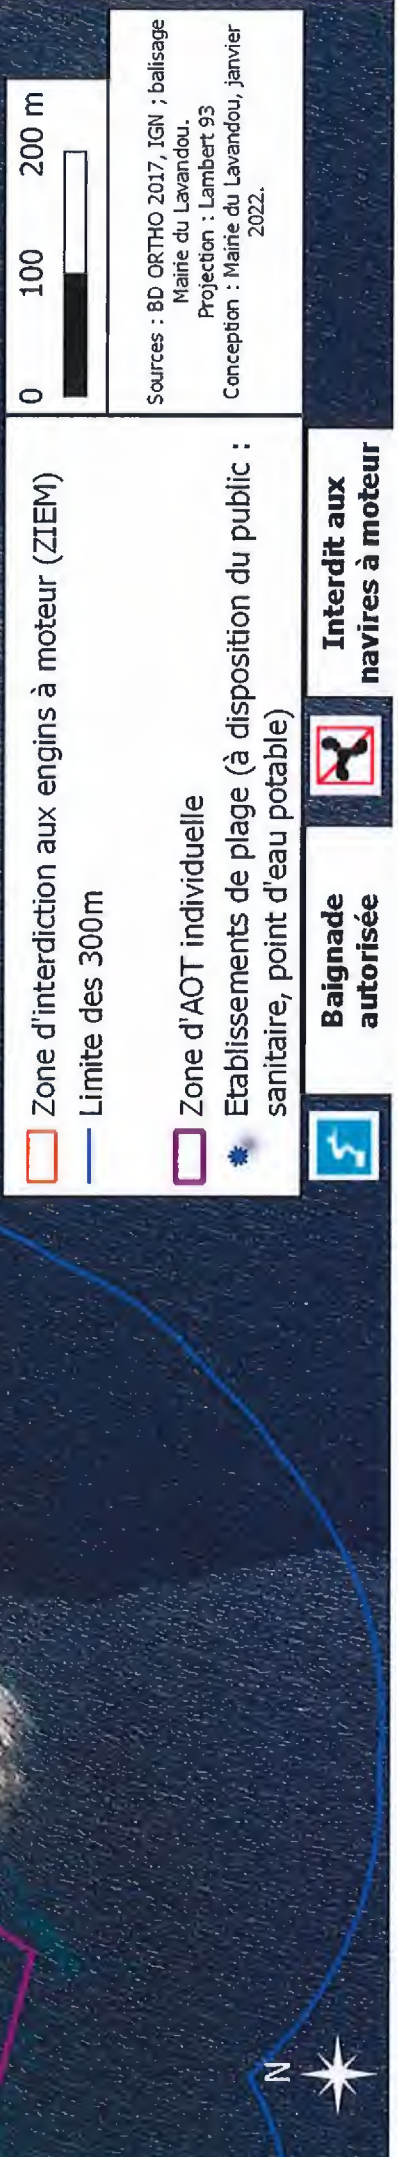 Zone d'interdiction aux engins à moteur (ZIEM)
Limite des 300m
Zone d'AOT individuelle
Etablissements de plage (à disposition du public :
sanitaire, point d'eau potable)
0 100 200 m
Sources : BD ORTHO 2017, IGN ; balisage
Mairie du Lavandou.
Projection : Lambert 93
Conception : Mairie du Lavandou, janvier
2022.
Baignade
autorisée
Interdit aux
navires à moteur
N